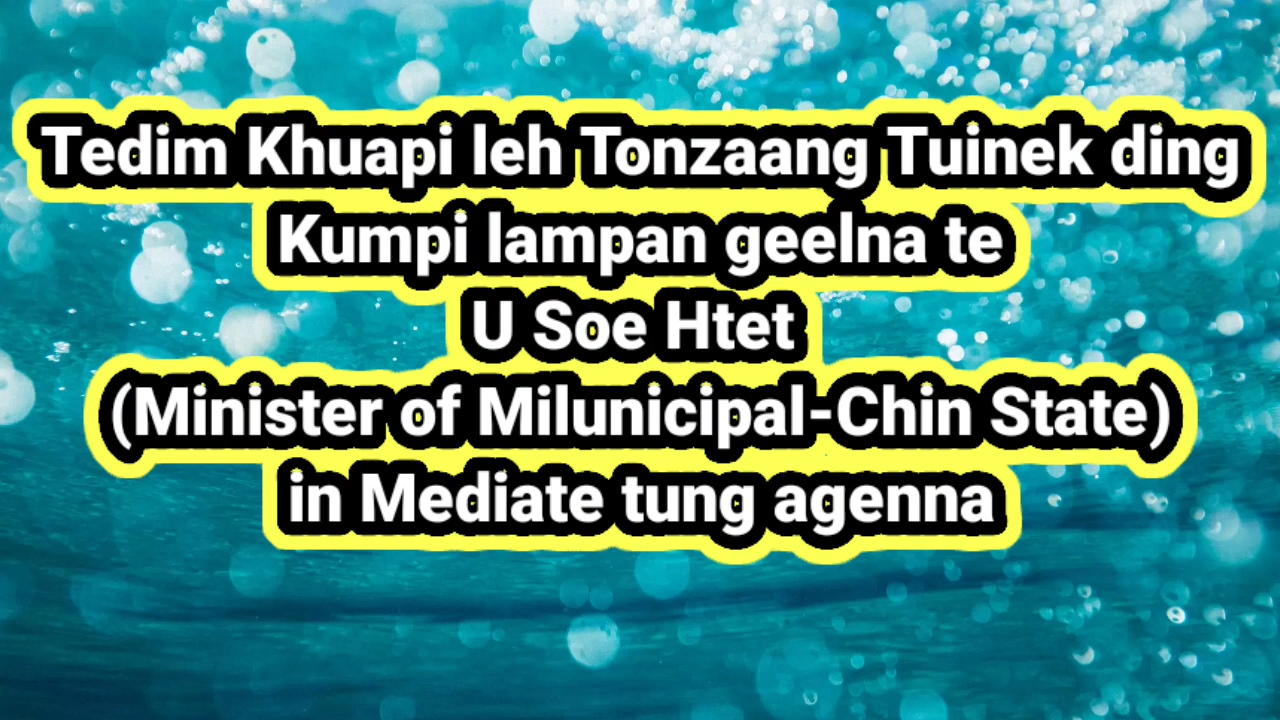 Tedim Khuapi leh Tonzaang Tuinek ding
Kumpi lampan geelna te
U Soe Htet
(Minister of Milunicipal-Chin State)
in Mediate tung agenna